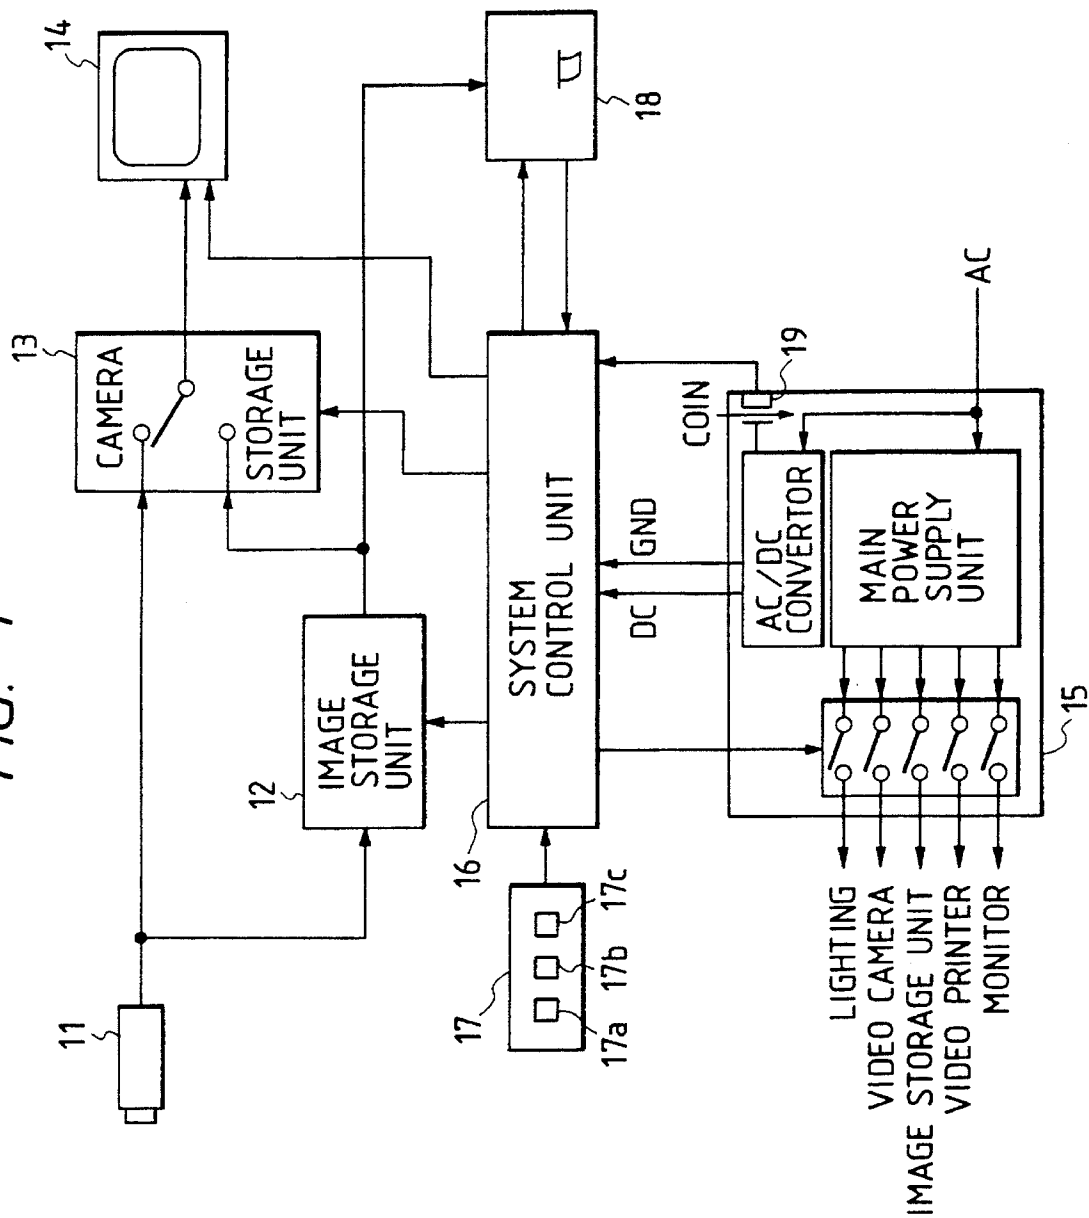 11
12
IMAGE
STORAGE
UNIT
13
CAMERA
STORAGE
UNIT
14
16
SYSTEM
CONTROL UNIT
17
17a
17b
17c
18
DC
GND
COIN
19
AC
AC/DC
CONVERTOR
MAIN
POWER
SUPPLY
UNIT
15
LIGHTING
VIDEO CAMERA
IMAGE STORAGE UNIT
VIDEO PRINTER
MONITOR